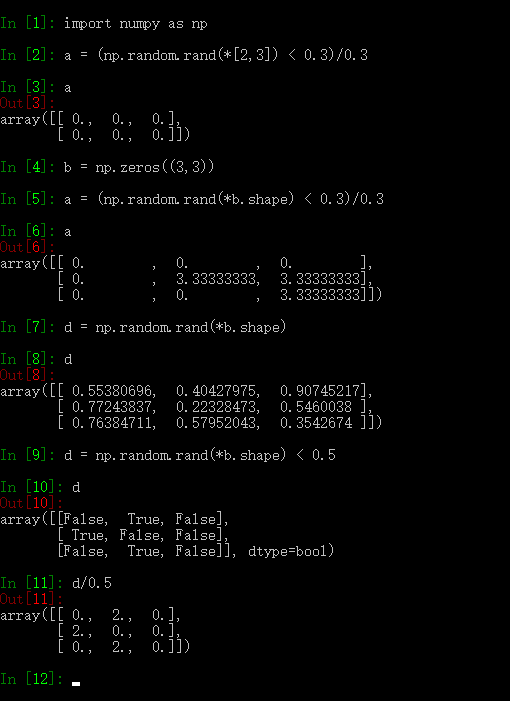 In [1]: import numpy as np
In [2]: a = (np.random.rand(*[2,3]) < 0.3)/0.3
In [3]: a
Out[3]:
array([[ 0.,  0.,  0.],
       [ 0.,  0.,  0.]])
In [4]: b = np.zeros((3,3))
In [5]: a = (np.random.rand(*b.shape) < 0.3)/0.3
In [6]: a
Out[6]:
array([[ 0.        ,  0.        ,  0.        ],
       [ 0.        ,  3.33333333,  3.33333333],
       [ 0.        ,  0.        ,  3.33333333]])
In [7]: d = np.random.rand(*b.shape)
In [8]: d
Out[8]:
array([[ 0.55380696,  0.40427975,  0.90745217],
       [ 0.77243837,  0.22328473,  0.5460038 ],
       [ 0.76384711,  0.57952043,  0.3542674 ]])
In [9]: d = np.random.rand(*b.shape) < 0.5
In [10]: d
Out[10]:
array([[False,  True, False],
       [ True, False, False],
       [False,  True, False]], dtype=bool)
In [11]: d/0.5
Out[11]:
array([[ 0.,  2.,  0.],
       [ 2.,  0.,  0.],
       [ 0.,  2.,  0.]])
In [12]: